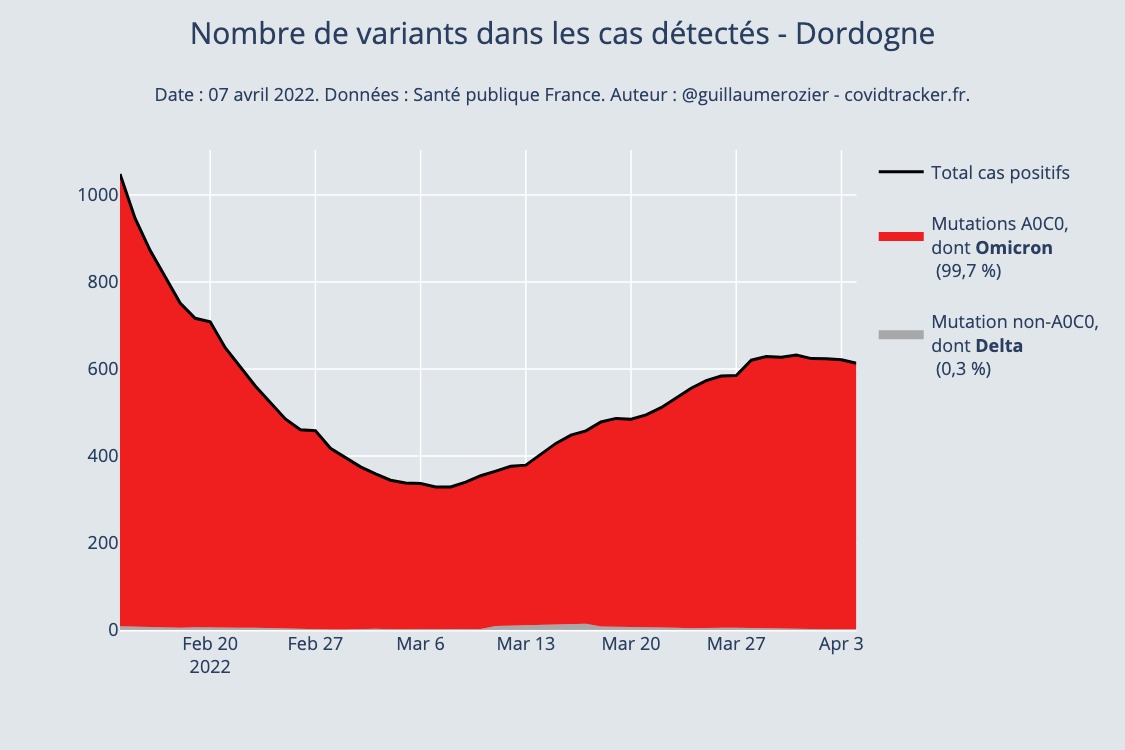 Nombre de variants dans les cas détectés - Dordogne
Date : 07 avril 2022. Données : Santé publique France. Auteur : @guillaumerozier - covidtracker.fr.
Total cas positifs
Mutations A0C0,
dont Omicron
(99,7 %)
Mutation non-A0C0,
dont Delta
(0,3 %)
1000
800
600
400
200
0
Feb 20 Feb 27 Mar 6 Mar 13 Mar 20 Mar 27 Apr 3
2022